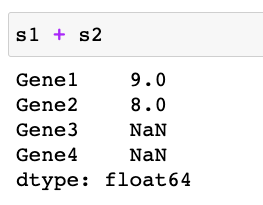 s1 + s2
Gene1    9.0
Gene2    8.0
Gene3    NaN
Gene4    NaN
dtype: float64